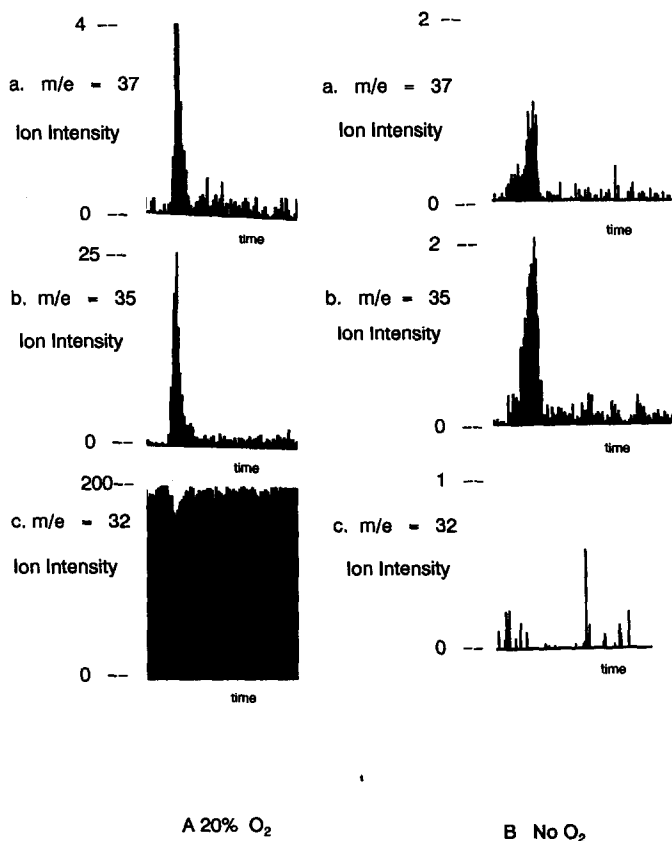 4 --
a. m/e = 37
Ion Intensity
0 --
time
25 --
b. m/e = 35
Ion Intensity
0 --
time
200--
c. m/e = 32
Ion Intensity
0 --
time
A 20% O₂
2 --
a. m/e = 37
Ion Intensity
0 --
time
2 --
b. m/e = 35
Ion Intensity
0 --
time
1 --
c. m/e = 32
Ion Intensity
0 --
time
B No O₂